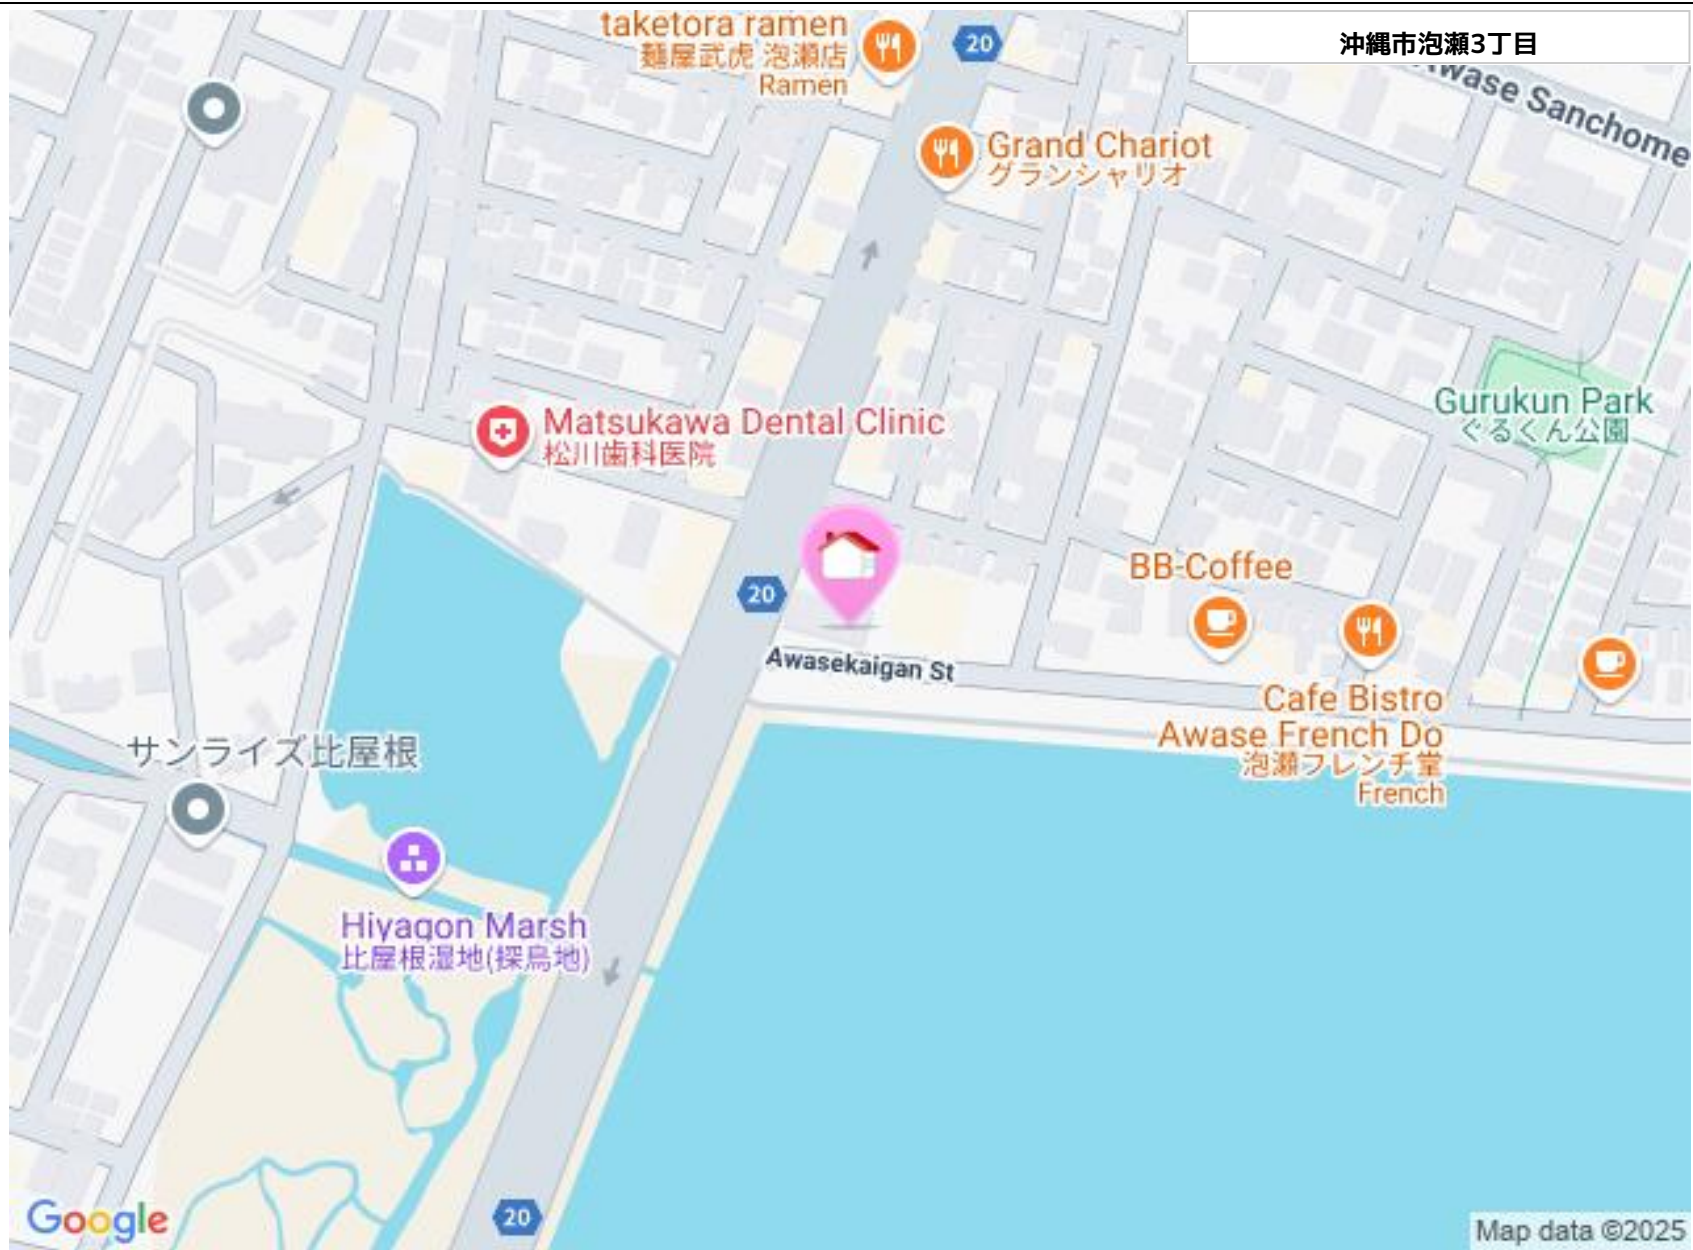 taketora ramen
麺屋武虎 泡瀬店
Ramen
20
沖縄市泡瀬3丁目
Awase Sanchome
Grand Chariot
グランシャリオ
Gurukun Park
ぐるくん公園
Matsukawa Dental Clinic
松川歯科医院
20
BB-Coffee
Awasekaigan St
Cafe Bistro
Awase French Do
泡瀬フレンチ堂
French
サンライズ比屋根
Hiyagon Marsh
比屋根湿地(探鳥地)
20
Google
Map data ©2025